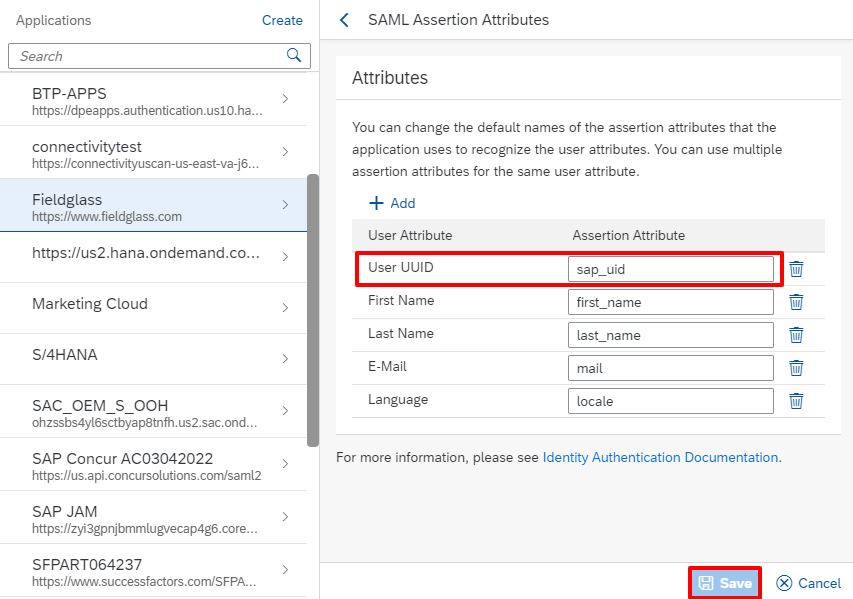 Applications
Create
Search
BTP-APPS
https://dpeapps.authentication.us10.ha...
connectivitytest
https://connectivityuscan-us-east-va-j6...
Fieldglass
https://www.fieldglass.com
https://us2.hana.ondemand.co...
Marketing Cloud
S/4HANA
SAC_OEM_S_OOH
ohzssbs4yl6sctbyap8tnfh.us2.sac.ond...
SAP Concur AC03042022
https://us.api.concursolutions.com/saml2
SAP JAM
https://zyi3gpnjbmmlugvecap4g6.core...
SFPART064237
https://www.successfactors.com/SFPA...
SAML Assertion Attributes
Attributes
You can change the default names of the assertion attributes that the
application uses to recognize the user attributes. You can use multiple
assertion attributes for the same user attribute.
Add
User Attribute Assertion Attribute
User UUID sap_uid
First Name first_name
Last Name last_name
E-Mail mail
Language locale
For more information, please see Identity Authentication Documentation.
Save Cancel